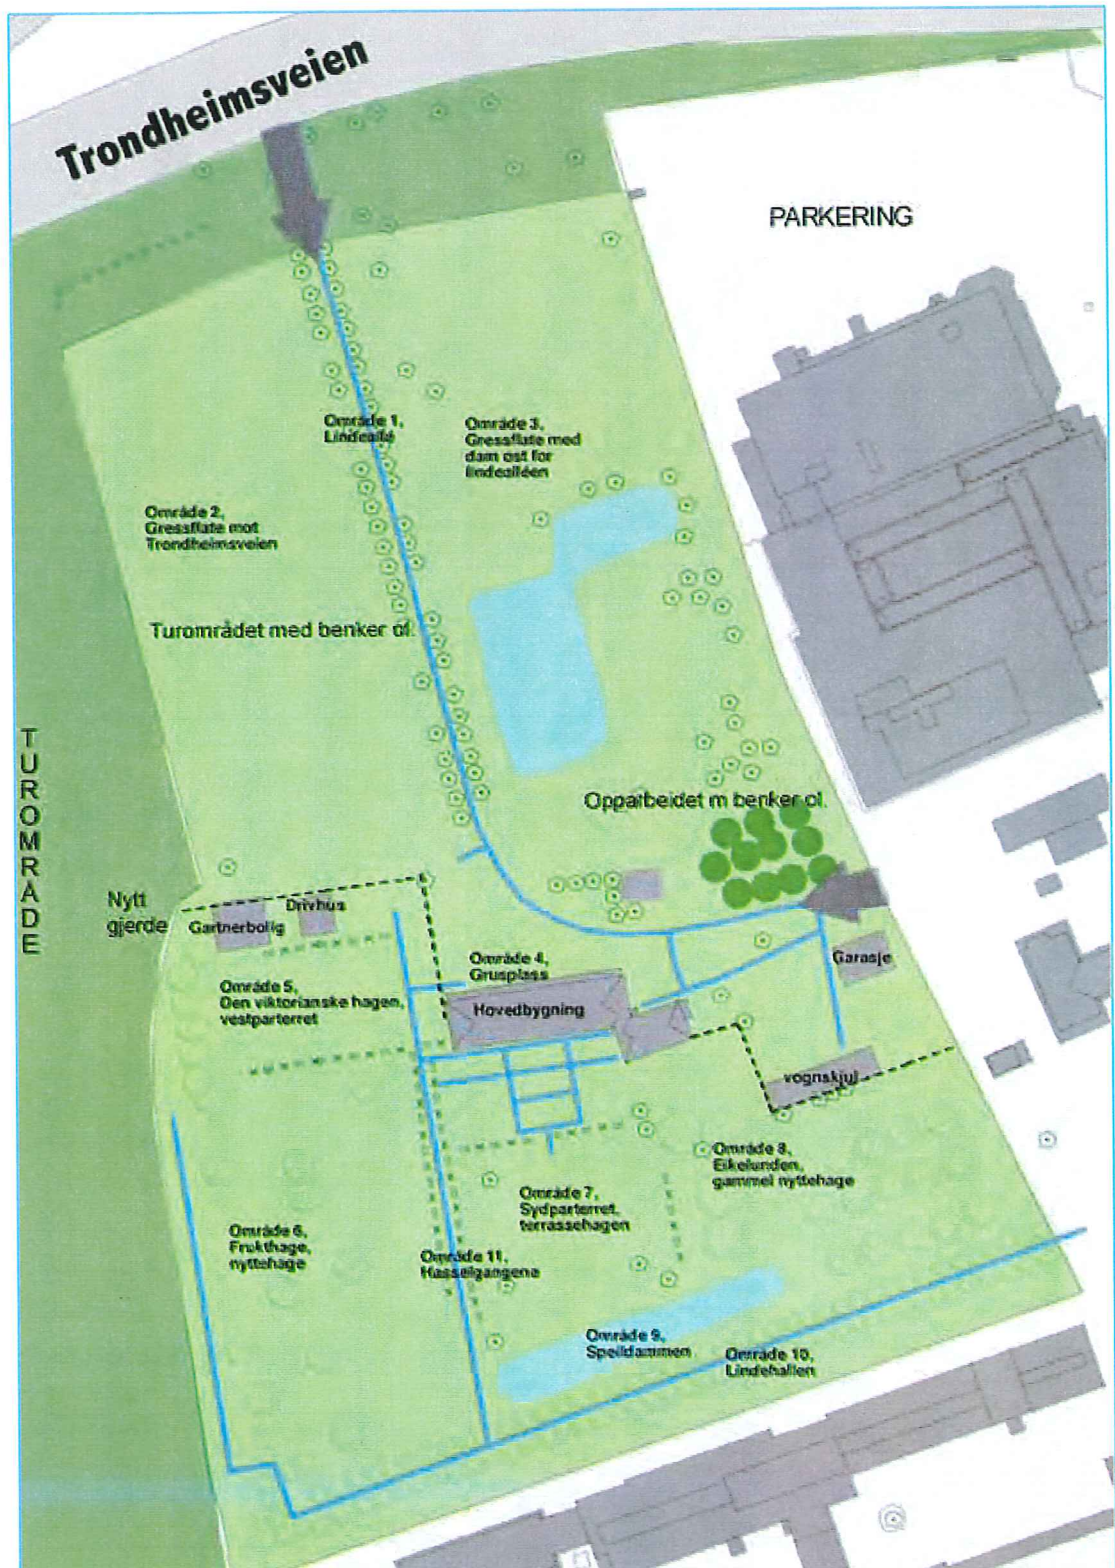 Trondheimsveien
PARKERING
Område 1,
Lindeallé
Område 3,
Gressflate med
dam øst for
lindealléen
Område 2,
Gressflate mot
Trondheimsveien
Turområdet med benker ol.
TUROMRADE
Opparbeidet m benker ol.
Nytt
gjerde
Gartnerbolig
Drivhus
Område 4,
Grusplass
Garasje
Område 5,
Den viktorianske hagen,
vestparterret
Hovedbygning
vognskjul
Område 8,
Eikelunden,
gammel nyttehage
Område 7,
Sydparterret,
terrassehagen
Område 6,
Frukthage,
nyttehage
Område 11,
Hasselgangene
Område 9,
Speildammen
Område 10,
Lindehallen